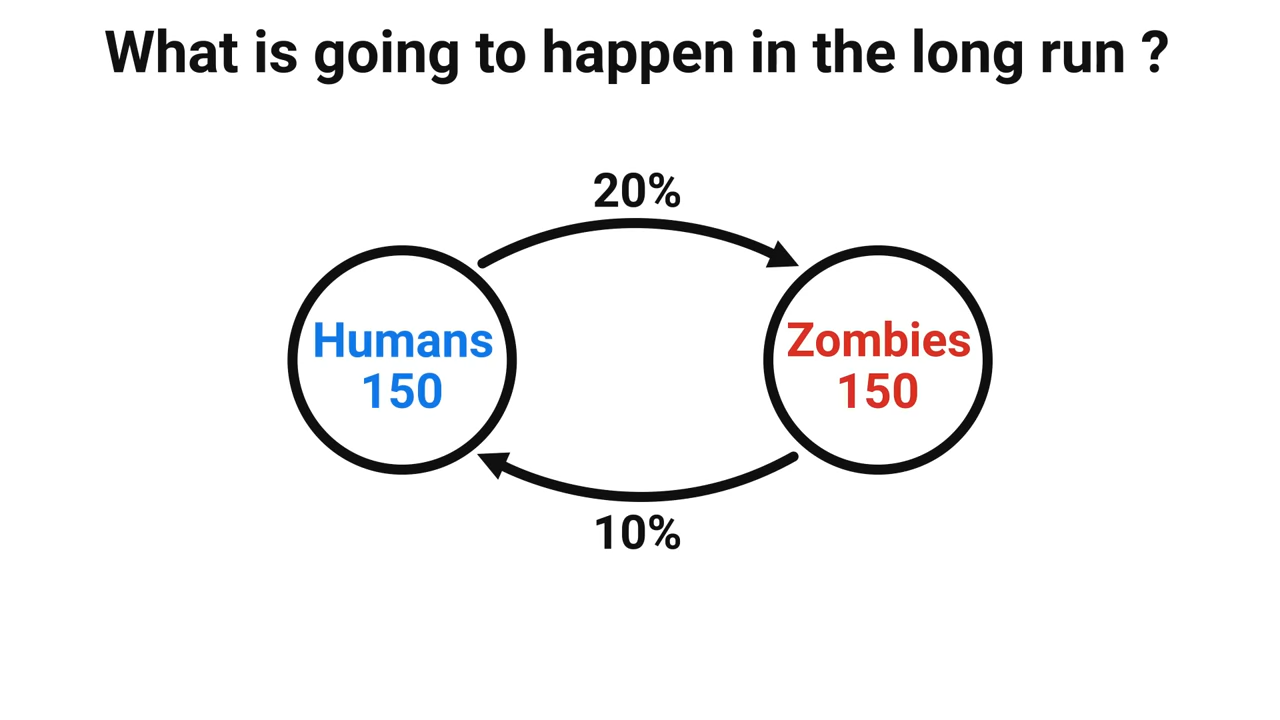 What is going to happen in the long run ?
20%
Humans
150
Zombies
150
10%